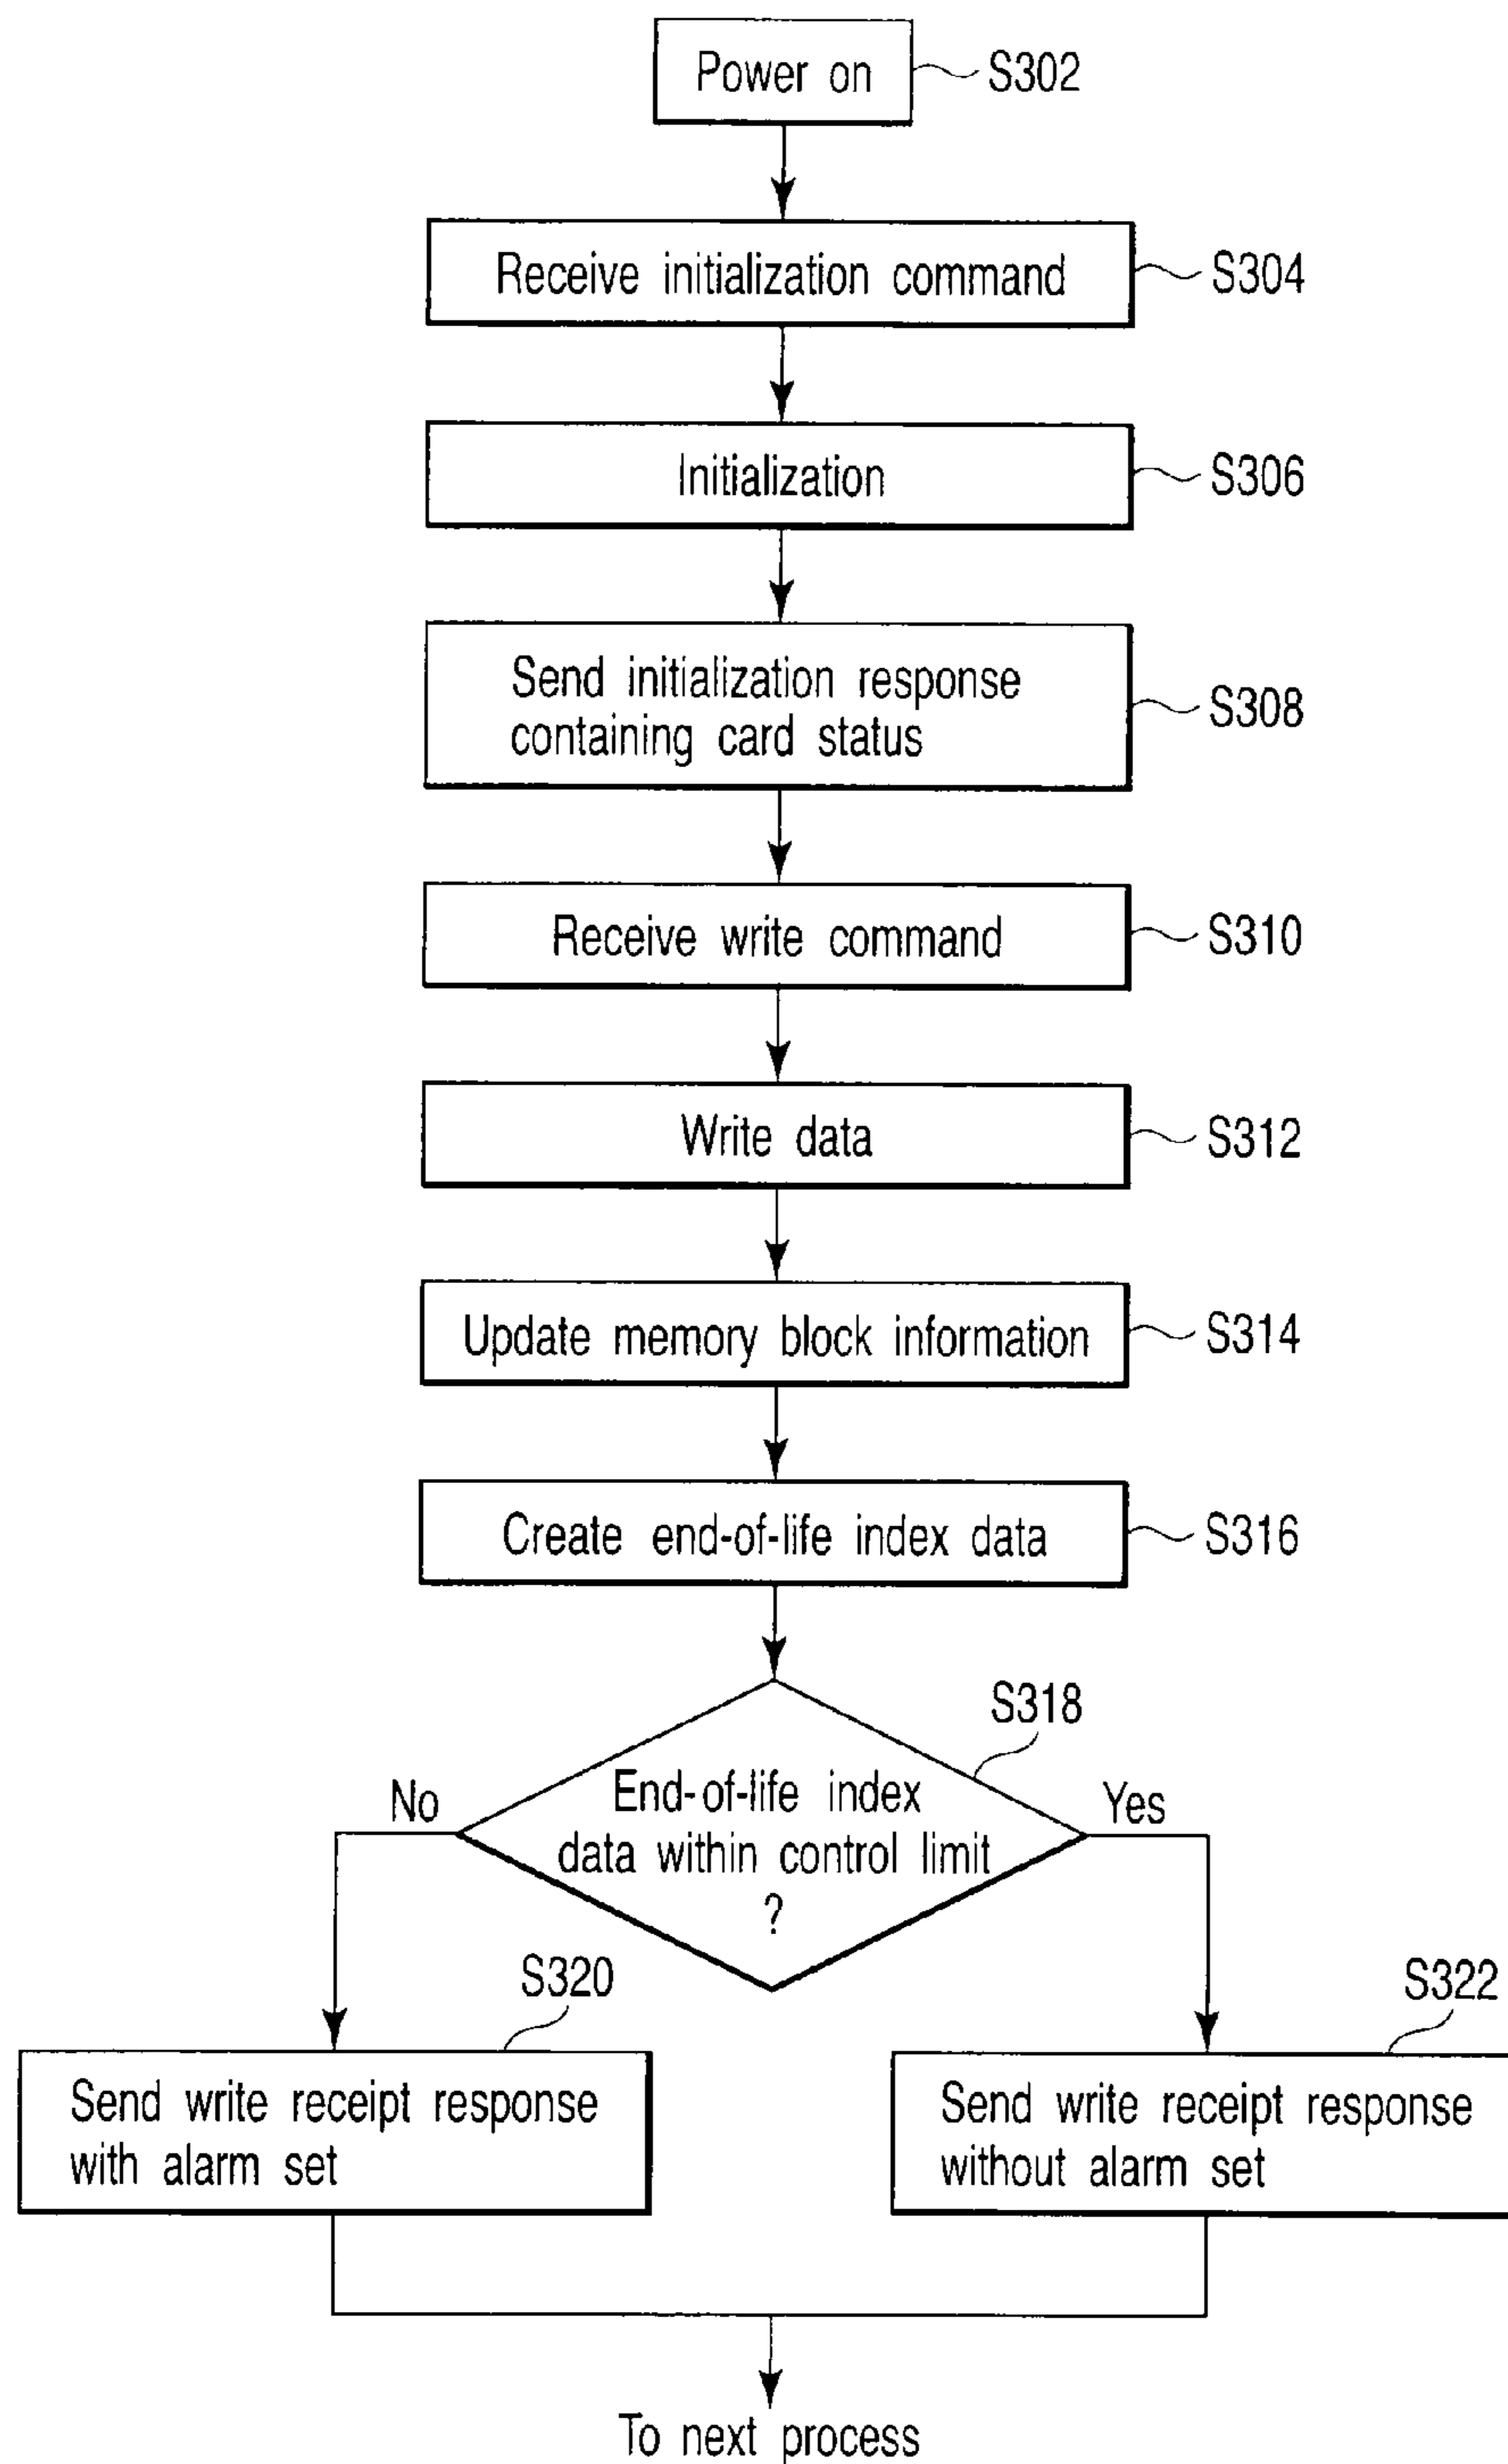 Power on
S302
Receive initialization command
S304
Initialization
S306
Send initialization response
containing card status
S308
Receive write command
S310
Write data
S312
Update memory block information
S314
Create end-of-life index data
S316
S318
End-of-life index
data within control limit
?
No
Yes
S320
S322
Send write receipt response
with alarm set
Send write receipt response
without alarm set
To next process